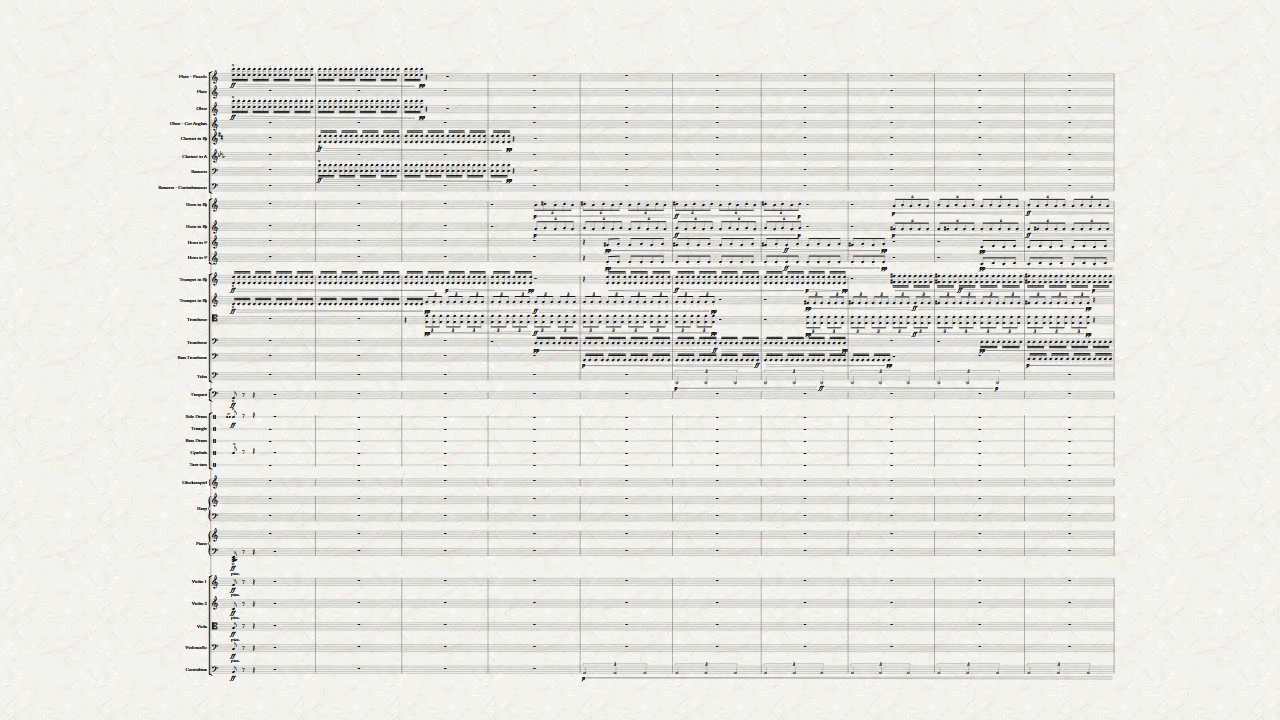 Flute - Piccolo
Flute
Oboe
Oboe - Cor Anglais
Clarinet in B♭
Clarinet in A
Bassoon
Bassoon - Contrabassoon
Horn in B♭
Horn in B♭
Horn in F
Horn in F
Trumpet in B♭
Trumpet in B♭
Trombone
Trombone
Bass Trombone
Tuba
Timpani
Side Drum
Triangle
Bass Drum
Cymbals
Tam-tam
Glockenspiel
Harp
Piano
Violin 1
Violin 2
Viola
Violoncello
Contrabass